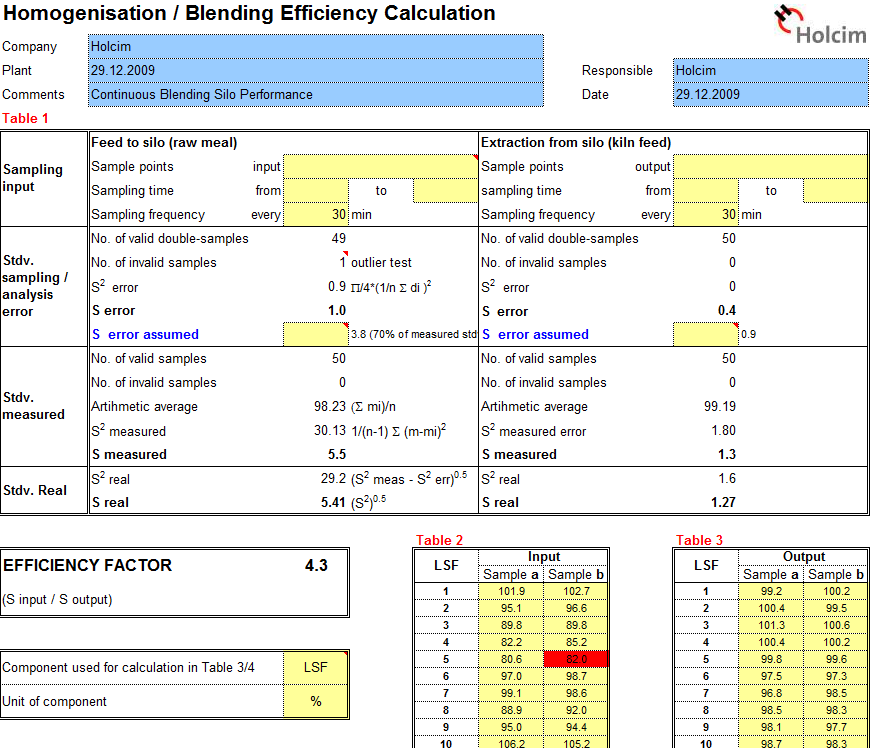 Homogenisation / Blending Efficiency Calculation
Holcim
Company Holcim
Plant 29.12.2009 Responsible Holcim
Comments Continuous Blending Silo Performance Date 29.12.2009
Table 1
Feed to silo (raw meal) Extraction from silo (kiln feed)
Sampling input
Sample points input Sample points output
Sampling time from to sampling time from to
Sampling frequency every 30 min Sampling frequency every 30 min
Stdv. sampling / analysis error
No. of valid double-samples 49 No. of valid double-samples 50
No. of invalid samples 1 outlier test No. of invalid samples 0
S² error 0.9 Π/4*(1/n Σ di )² S² error 0
S error 1.0 S error 0.4
S error assumed 3.8 (70% of measured std S error assumed 0.9
Stdv. measured
No. of valid samples 50 No. of valid samples 50
No. of invalid samples 0 No. of invalid samples 0
Artihmetic average 98.23 (Σ mi)/n Artihmetic average 99.19
S² measured 30.13 1/(n-1) Σ (m-mi)² S² measured error 1.80
S measured 5.5 S measured 1.3
Stdv. Real
S² real 29.2 (S² meas - S² err)^0.5 S² real 1.6
S real 5.41 (S²)^0.5 S real 1.27
EFFICIENCY FACTOR 4.3
(S input / S output)
Component used for calculation in Table 3/4 LSF
Unit of component %
Table 2
LSF Input
Sample a Sample b
1 101.9 102.7
2 95.1 96.6
3 89.8 89.8
4 82.2 85.2
5 80.6 82.0
6 97.0 98.7
7 99.1 98.6
8 88.9 92.0
9 95.0 94.4
10 106.2 105.2
Table 3
LSF Output
Sample a Sample b
1 99.2 100.2
2 100.4 99.5
3 101.3 100.6
4 100.4 100.2
5 99.8 99.6
6 97.5 97.3
7 96.8 98.5
8 98.5 98.3
9 98.1 97.7
10 98.7 98.3